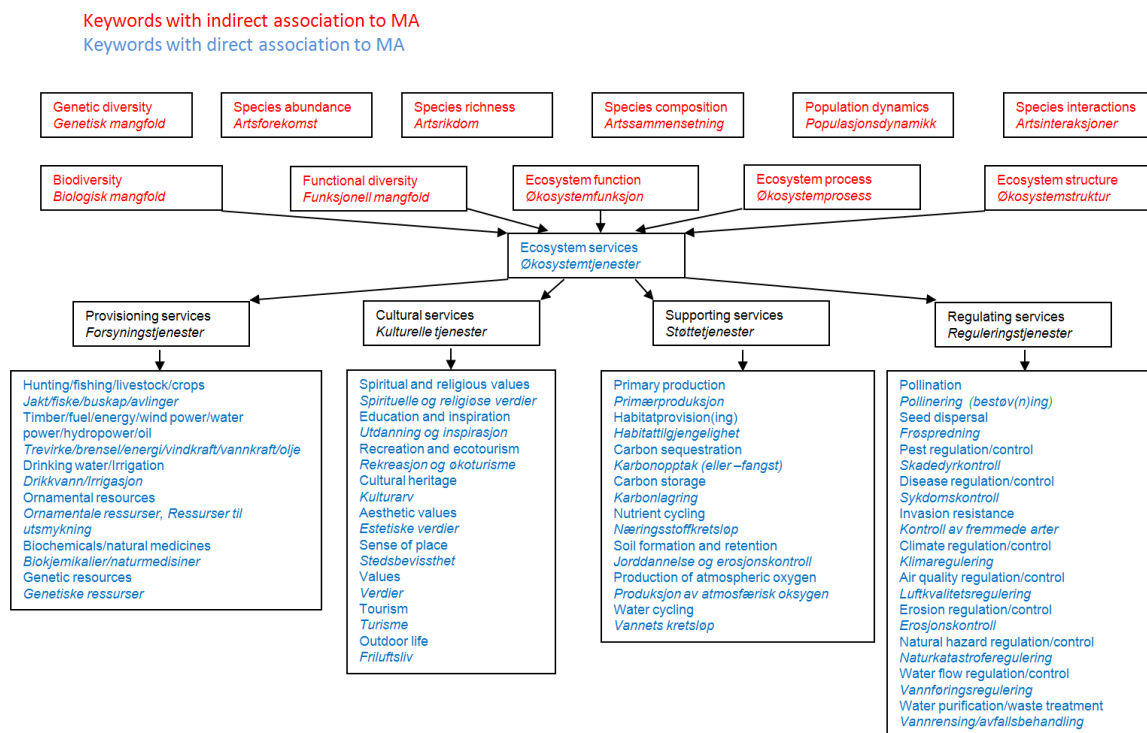 Keywords with indirect association to MA
Keywords with direct association to MA
Genetic diversity
Genetisk mangfold
Species abundance
Artsforekomst
Species richness
Artsrikdom
Species composition
Artssammensetning
Population dynamics
Populasjonsdynamikk
Species interactions
Artsinteraksjoner
Biodiversity
Biologisk mangfold
Functional diversity
Funksjonell mangfold
Ecosystem function
Økosystemfunksjon
Ecosystem process
Økosystemprosess
Ecosystem structure
Økosystemstruktur
Ecosystem services
Økosystemtjenester
Provisioning services
Forsyningstjenester
Cultural services
Kulturelle tjenester
Supporting services
Støttetjenester
Regulating services
Reguleringstjenester
Hunting/fishing/livestock/crops
Jakt/fiske/buskap/avlinger
Timber/fuel/energy/wind power/water
power/hydropower/oil
Trevirke/brensel/energi/vindkraft/vannkraft/olje
Drinking water/Irrigation
Drikkvann/Irrigasjon
Ornamental resources
Ornamentale ressurser, Ressurser til
utsmykning
Biochemicals/natural medicines
Biokjemikalier/naturmedisiner
Genetic resources
Genetiske ressurser
Spiritual and religious values
Spirituelle og religiøse verdier
Education and inspiration
Utdanning og inspirasjon
Recreation and ecotourism
Rekreasjon og økoturisme
Cultural heritage
Kulturarv
Aesthetic values
Estetiske verdier
Sense of place
Stedsbevissthet
Values
Verdier
Tourism
Turisme
Outdoor life
Friluftsliv
Primary production
Primærproduksjon
Habitatprovision(ing)
Habitattilgjengelighet
Carbon sequestration
Karbonopptak (eller –fangst)
Carbon storage
Karbonlagring
Nutrient cycling
Næringsstoffkretsløp
Soil formation and retention
Jorddannelse og erosjonskontroll
Production of atmospheric oxygen
Produksjon av atmosfærisk oksygen
Water cycling
Vannets kretsløp
Pollination
Pollinering (bestøv(n)ing)
Seed dispersal
Frøspredning
Pest regulation/control
Skadedyrkontroll
Disease regulation/control
Sykdomskontroll
Invasion resistance
Kontroll av fremmede arter
Climate regulation/control
Klimaregulering
Air quality regulation/control
Luftkvalitetsregulering
Erosion regulation/control
Erosjonskontroll
Natural hazard regulation/control
Naturkatastroferegulering
Water flow regulation/control
Vannføringsregulering
Water purification/waste treatment
Vannrensing/avfallsbehandling